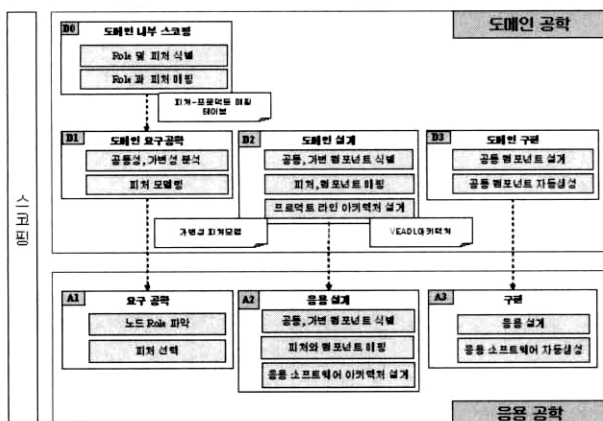 스코핑
도메인 공학
D0
도메인 내부 스코핑
Role 및 피처 식별
Role 과 피처 매핑
피처-프로덕트 매핑
테이블
D1
도메인 요구공학
공통성, 가변성 분석
피처 모델링
D2
도메인 설계
공통, 가변 컴포넌트 식별
피처, 컴포넌트 매핑
프로덕트 라인 아키텍처 설계
D3
도메인 구현
공통 컴포넌트 설계
공통 컴포넌트 자동생성
가변성 피처모델
VEADL아키텍처
A1
요구 공학
노드 Role 파악
피처 선택
A2
응용 설계
공통, 가변 컴포넌트 식별
피처와 컴포넌트 매핑
응용 소프트웨어 아키텍처 설계
A3
구현
응용 설계
응용 소프트웨어 자동생성
응용 공학